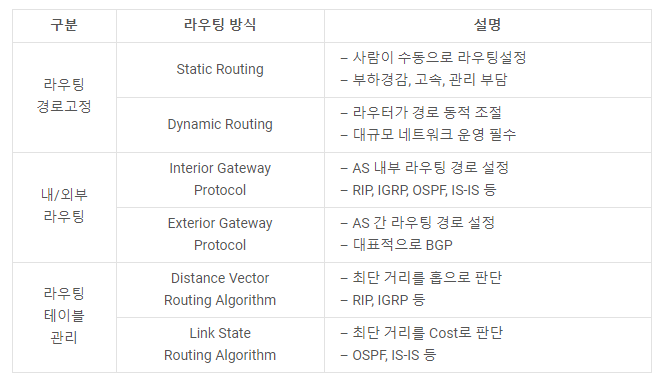 구분 라우팅 방식 설명
라우팅
경로고정
Static Routing
– 사람이 수동으로 라우팅설정
– 부하경감, 고속, 관리 부담
Dynamic Routing
– 라우터가 경로 동적 조절
– 대규모 네트워크 운영 필수
내/외부
라우팅
Interior Gateway
Protocol
– AS 내부 라우팅 경로 설정
– RIP, IGRP, OSPF, IS-IS 등
Exterior Gateway
Protocol
– AS 간 라우팅 경로 설정
– 대표적으로 BGP
라우팅
테이블
관리
Distance Vector
Routing Algorithm
– 최단 거리를 홉으로 판단
– RIP, IGRP 등
Link State
Routing Algorithm
– 최단 거리를 Cost로 판단
– OSPF, IS-IS 등